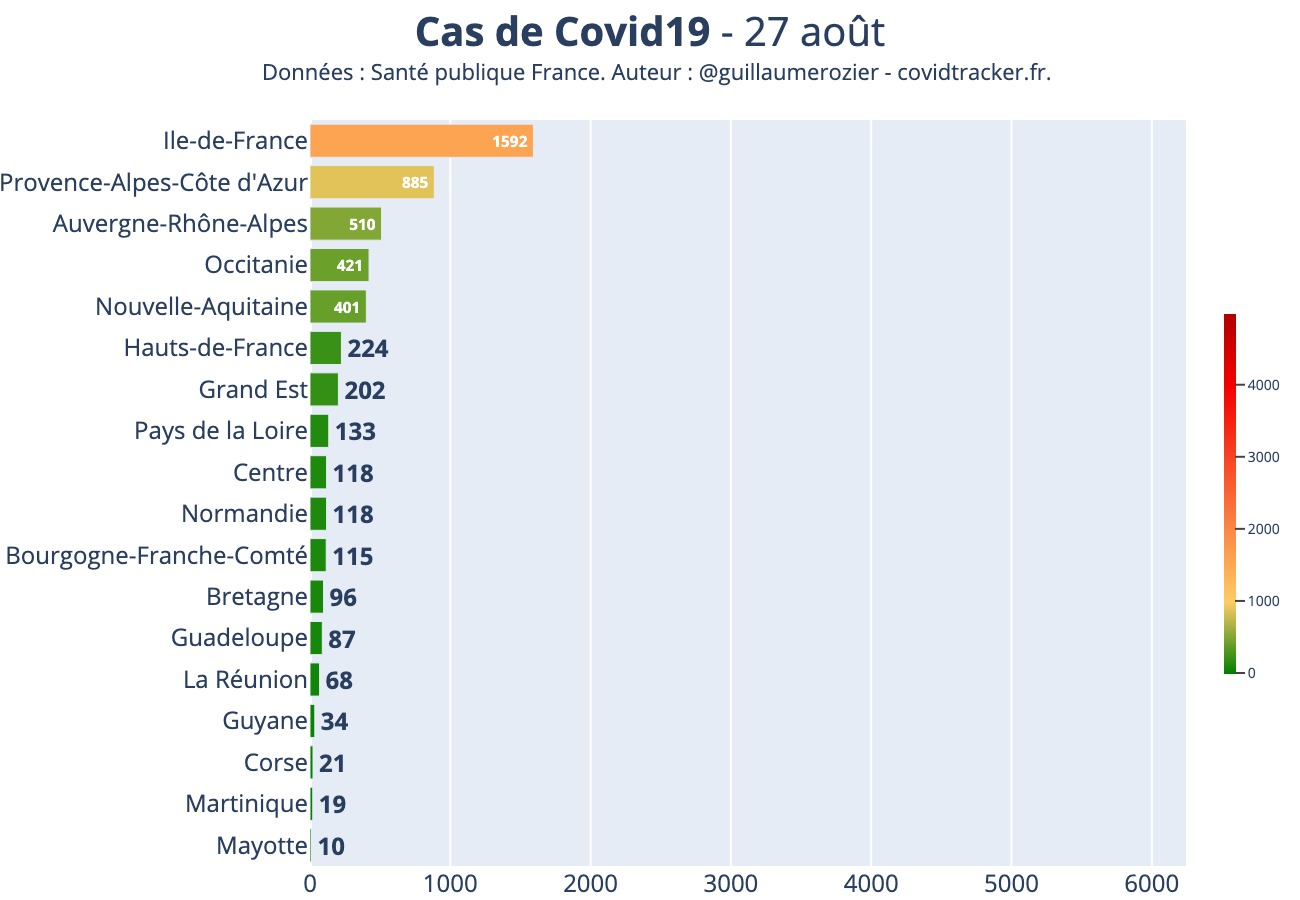 Cas de Covid19 - 27 août
Données : Santé publique France. Auteur : @guillaumerozier - covidtracker.fr.
Ile-de-France 1592
Provence-Alpes-Côte d'Azur 885
Auvergne-Rhône-Alpes 510
Occitanie 421
Nouvelle-Aquitaine 401
Hauts-de-France 224
Grand Est 202
Pays de la Loire 133
Centre 118
Normandie 118
Bourgogne-Franche-Comté 115
Bretagne 96
Guadeloupe 87
La Réunion 68
Guyane 34
Corse 21
Martinique 19
Mayotte 10
0 1000 2000 3000 4000 5000 6000
4000
3000
2000
1000
0